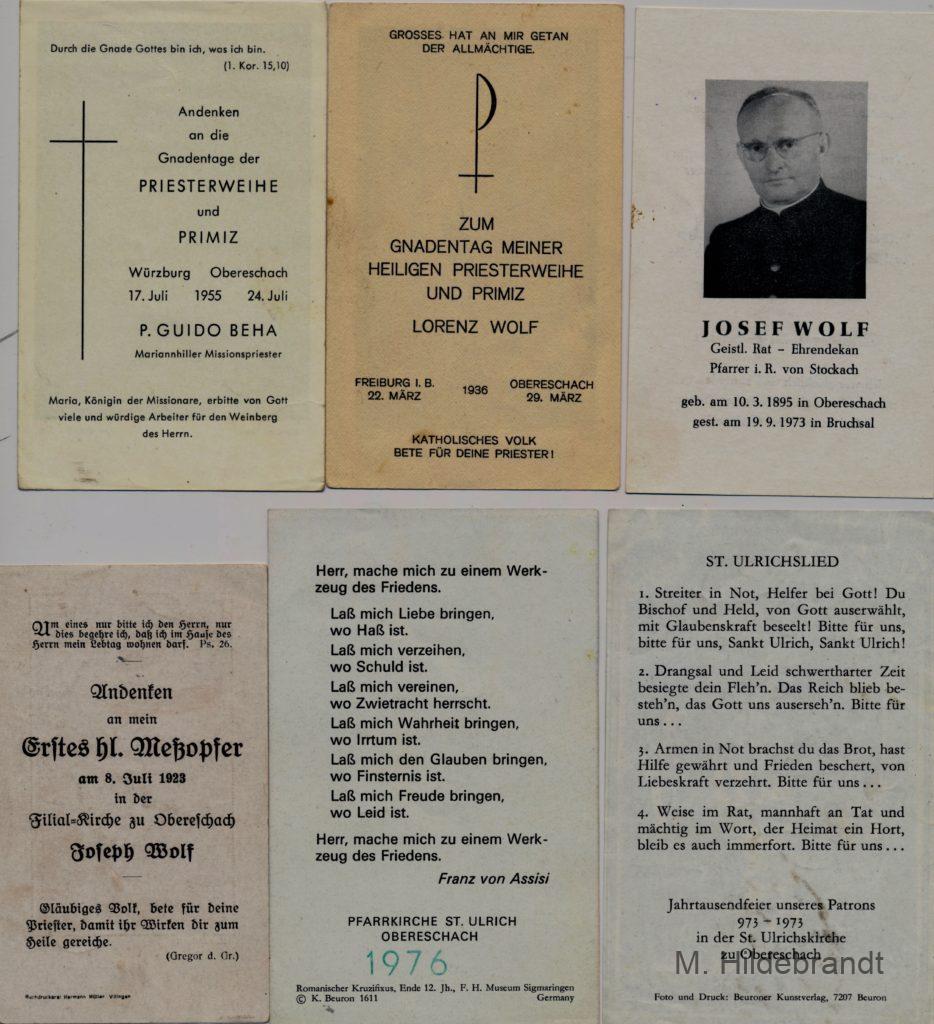 Durch die Gnade Gottes bin ich, was ich bin.
(1. Kor. 15,10)
Andenken
an die
Gnadentage der
PRIESTERWEIHE
und
PRIMIZ
Würzburg Obereschach
17. Juli 1955 24. Juli
P. GUIDO BEHA
Mariannhiller Missionspriester
Maria, Königin der Missionare, erbitte von Gott
viele und würdige Arbeiter für den Weinberg
des Herrn.
GROSSES HAT AN MIR GETAN
DER ALLMÄCHTIGE.
ZUM
GNADENTAG MEINER
HEILIGEN PRIESTERWEIHE
UND PRIMIZ
LORENZ WOLF
FREIBURG I. B. 1936 OBERESCHACH
22. MÄRZ 29. MÄRZ
KATHOLISCHES VOLK
BETE FÜR DEINE PRIESTER!
JOSEF WOLF
Geistl. Rat – Ehrendekan
Pfarrer i. R. von Stockach
geb. am 10. 3. 1895 in Obereschach
gest. am 19. 9. 1973 in Bruchsal
Um eines nur bitte ich den Herrn, nur
dies begehre ich, daß ich im Hause des
Herrn mein Lebtag wohnen darf. Ps. 26.
Andenken
an mein
Erstes hl. Meßopfer
am 8. Juli 1923
in der
Filial=Kirche zu Obereschach
Joseph Wolf
Gläubiges Volk, bete für deine
Priester, damit ihr Wirken dir zum
Heile gereiche.
(Gregor d. Gr.)
Buchdruckerei Hermann Müller Villingen
Herr, mache mich zu einem Werk-
zeug des Friedens.
Laß mich Liebe bringen,
wo Haß ist.
Laß mich verzeihen,
wo Schuld ist.
Laß mich vereinen,
wo Zwietracht herrscht.
Laß mich Wahrheit bringen,
wo Irrtum ist.
Laß mich den Glauben bringen,
wo Finsternis ist.
Laß mich Freude bringen,
wo Leid ist.
Herr, mache mich zu einem Werk-
zeug des Friedens.
Franz von Assisi
PFARRKIRCHE ST. ULRICH
OBERESCHACH
1976
Romanischer Kruzifixus, Ende 12. Jh., F. H. Museum Sigmaringen
© K. Beuron 1611 Germany
ST. ULRICHSLIED
1. Streiter in Not, Helfer bei Gott! Du
Bischof und Held, von Gott auserwählt,
mit Glaubenskraft beseelt! Bitte für uns,
bitte für uns, Sankt Ulrich, Sankt Ulrich!
2. Drangsal und Leid schwertharter Zeit
besiegte dein Fleh'n. Das Reich blieb be-
steh'n, das Gott uns auserseh'n. Bitte für
uns . . .
3. Armen in Not brachst du das Brot, hast
Hilfe gewährt und Frieden beschert, von
Liebeskraft verzehrt. Bitte für uns . . .
4. Weise im Rat, mannhaft an Tat und
mächtig im Wort, der Heimat ein Hort,
bleib es auch immerfort. Bitte für uns . . .
Jahrtausendfeier unseres Patrons
973 – 1973
in der St. Ulrichskirche
zu Obereschach
M. Hildebrandt
Foto und Druck: Beuroner Kunstverlag, 7207 Beuron